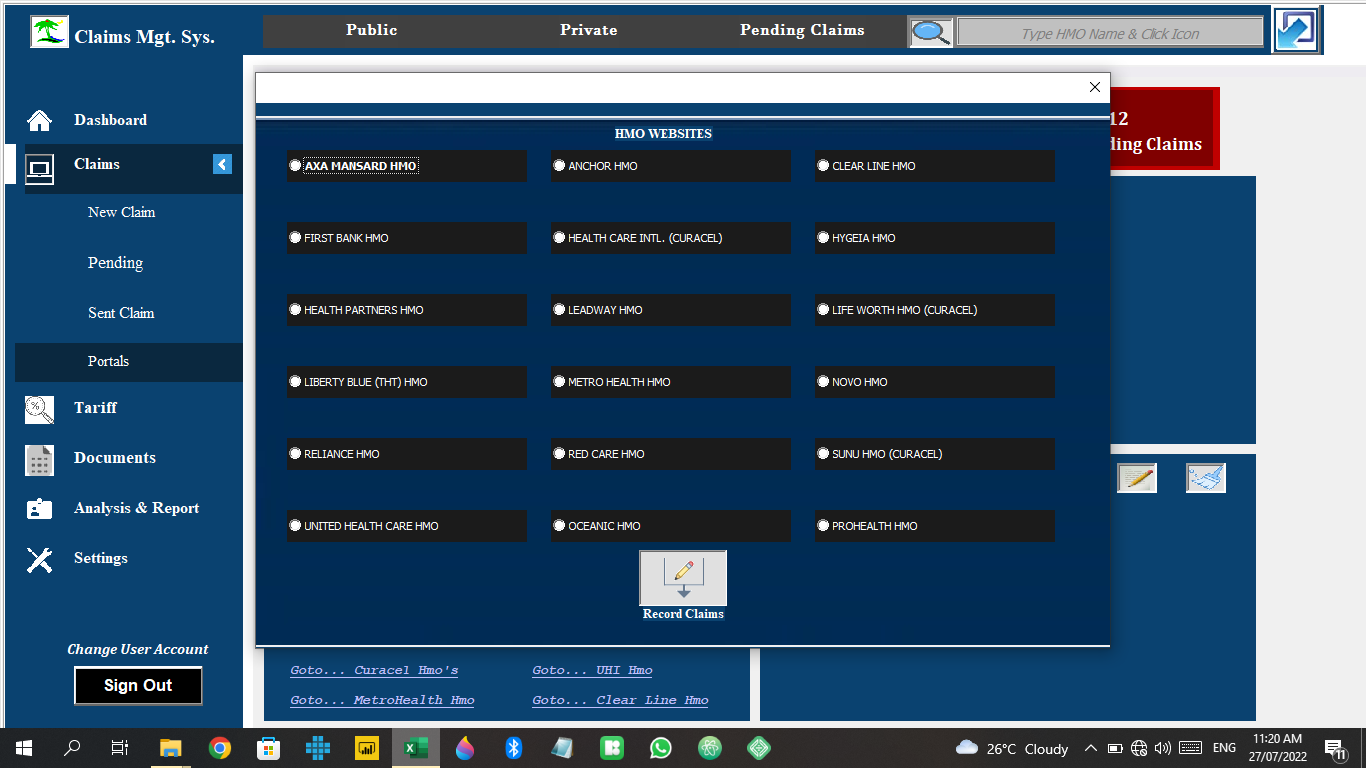 Claims Mgt. Sys.
Public
Private
Pending Claims
Type HMO Name & Click Icon
Dashboard
Claims
New Claim
Pending
Sent Claim
Portals
Tariff
Documents
Analysis & Report
Settings
Change User Account
Sign Out
HMO WEBSITES
AXA MANSARD HMO
ANCHOR HMO
CLEAR LINE HMO
FIRST BANK HMO
HEALTH CARE INTL. (CURACEL)
HYGEIA HMO
HEALTH PARTNERS HMO
LEADWAY HMO
LIFE WORTH HMO (CURACEL)
LIBERTY BLUE (THT) HMO
METRO HEALTH HMO
NOVO HMO
RELIANCE HMO
RED CARE HMO
SUNU HMO (CURACEL)
UNITED HEALTH CARE HMO
OCEANIC HMO
PROHEALTH HMO
Record Claims
12
ding Claims
Goto... Curacel Hmo's
Goto... UHI Hmo
Goto... MetroHealth Hmo
Goto... Clear Line Hmo
26°C Cloudy
ENG
11:20 AM
27/07/2022
11